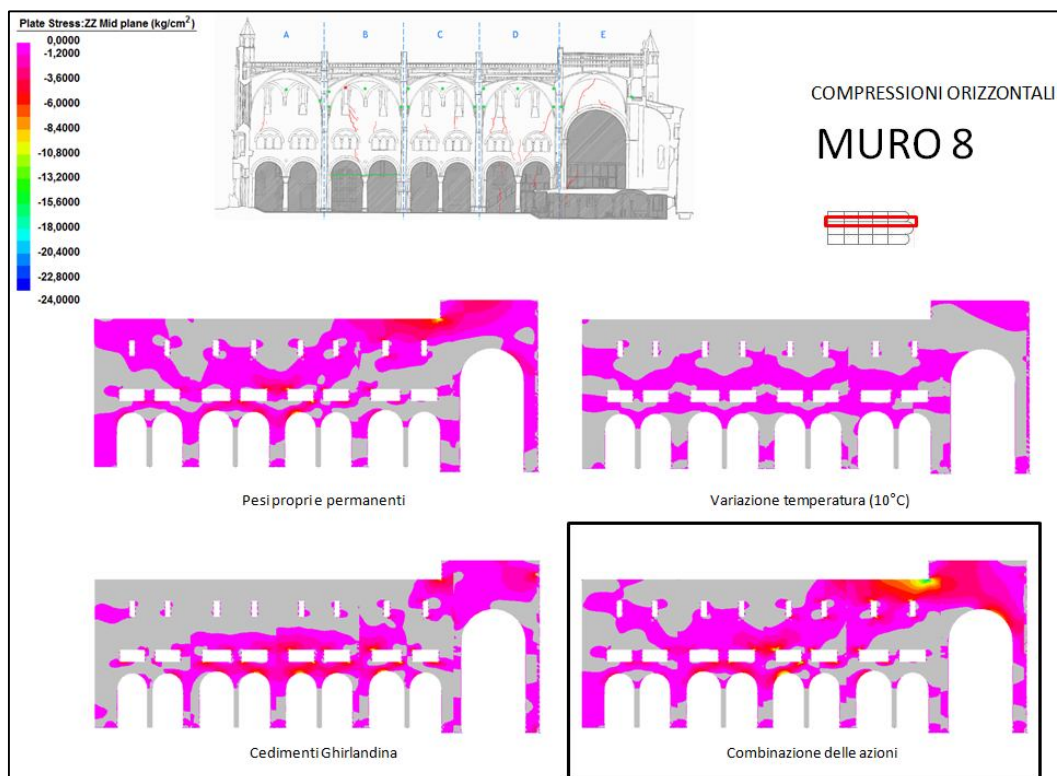 Plate Stress:ZZ Mid plane (kg/cm²)
0,0000
-1,2000
-3,6000
-6,0000
-8,4000
-10,8000
-13,2000
-15,6000
-18,0000
-20,4000
-22,8000
-24,0000
A B C D E
COMPRESSIONI ORIZZONTALI
MURO 8
Pesi propri e permanenti
Variazione temperatura (10°C)
Cedimenti Ghirlandina
Combinazione delle azioni